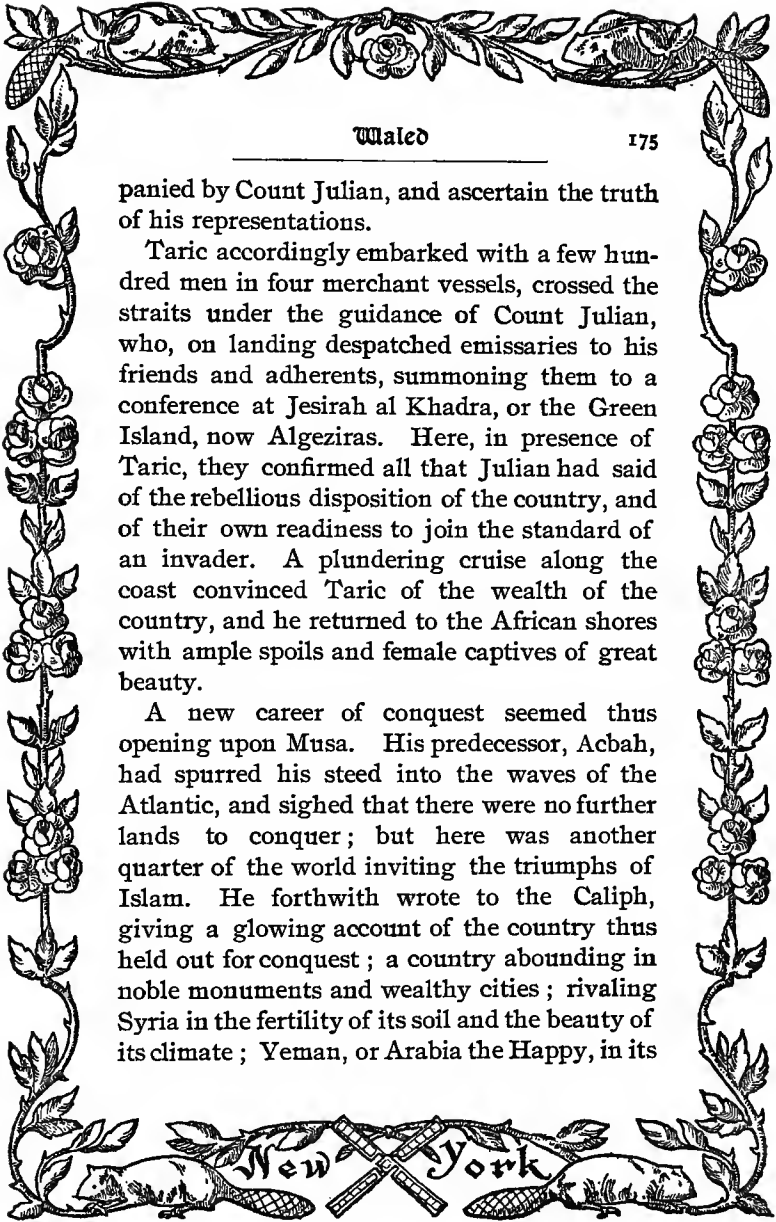 Waled 175
panied by Count Julian, and ascertain the truth
of his representations.
Taric accordingly embarked with a few hun-
dred men in four merchant vessels, crossed the
straits under the guidance of Count Julian,
who, on landing despatched emissaries to his
friends and adherents, summoning them to a
conference at Jesirah al Khadra, or the Green
Island, now Algeziras. Here, in presence of
Taric, they confirmed all that Julian had said
of the rebellious disposition of the country, and
of their own readiness to join the standard of
an invader. A plundering cruise along the
coast convinced Taric of the wealth of the
country, and he returned to the African shores
with ample spoils and female captives of great
beauty.
A new career of conquest seemed thus
opening upon Musa. His predecessor, Acbah,
had spurred his steed into the waves of the
Atlantic, and sighed that there were no further
lands to conquer ; but here was another
quarter of the world inviting the triumphs of
Islam. He forthwith wrote to the Caliph,
giving a glowing account of the country thus
held out for conquest ; a country abounding in
noble monuments and wealthy cities ; rivaling
Syria in the fertility of its soil and the beauty of
its climate ; Yeman, or Arabia the Happy, in its
New York